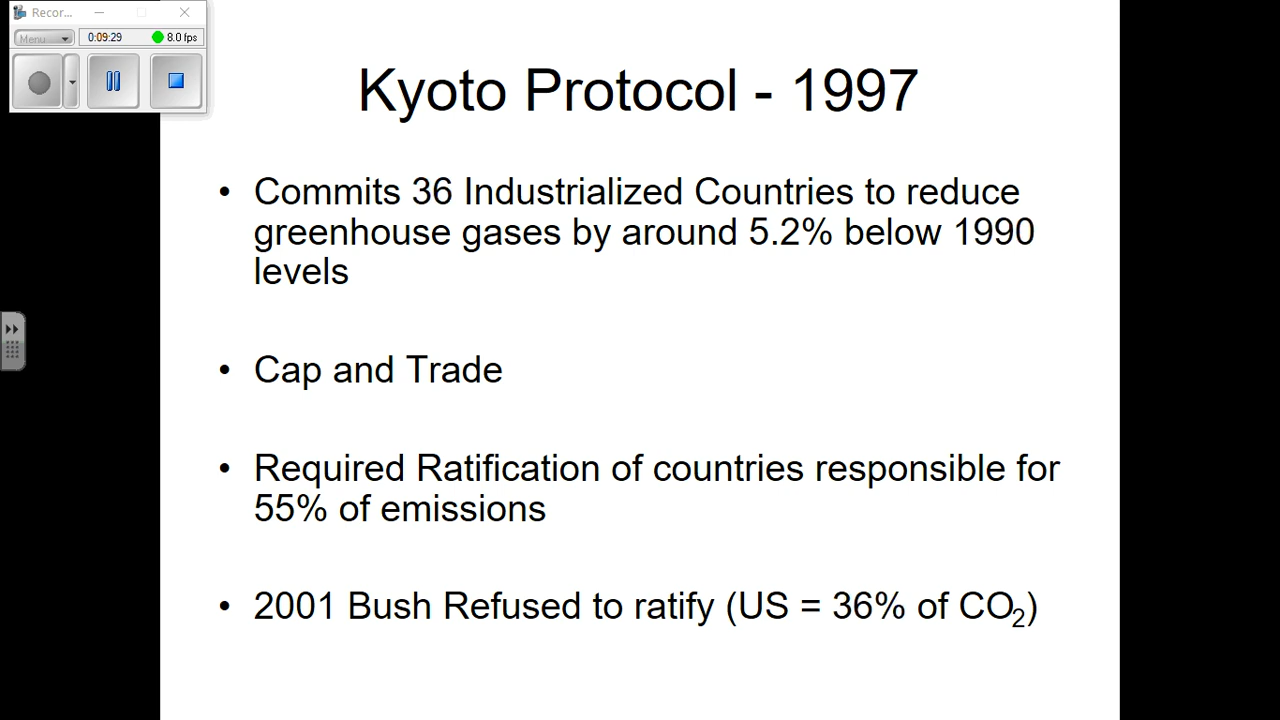 Recor...
Menu
0:09:29
8.0 fps
Kyoto Protocol - 1997
• Commits 36 Industrialized Countries to reduce
greenhouse gases by around 5.2% below 1990
levels
• Cap and Trade
• Required Ratification of countries responsible for
55% of emissions
• 2001 Bush Refused to ratify (US = 36% of CO₂)